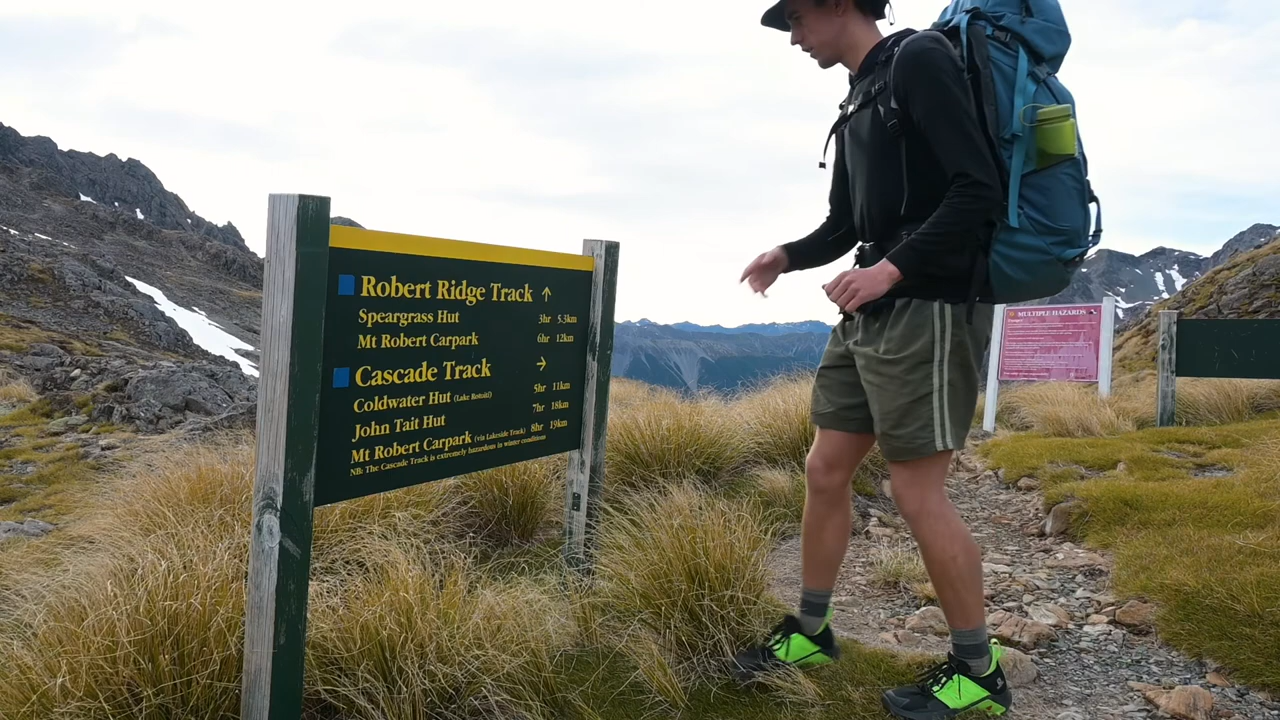 Robert Ridge Track ↑
Speargrass Hut 3hr 5.3km
Mt Robert Carpark 6hr 12km
Cascade Track →
Coldwater Hut (Lake Rotoiti) 5hr 11km
John Tait Hut 7hr 18km
Mt Robert Carpark (via Lakeside Track) 8hr 19km
NB: The Cascade Track is extremely hazardous in winter conditions
MULTIPLE HAZARDS